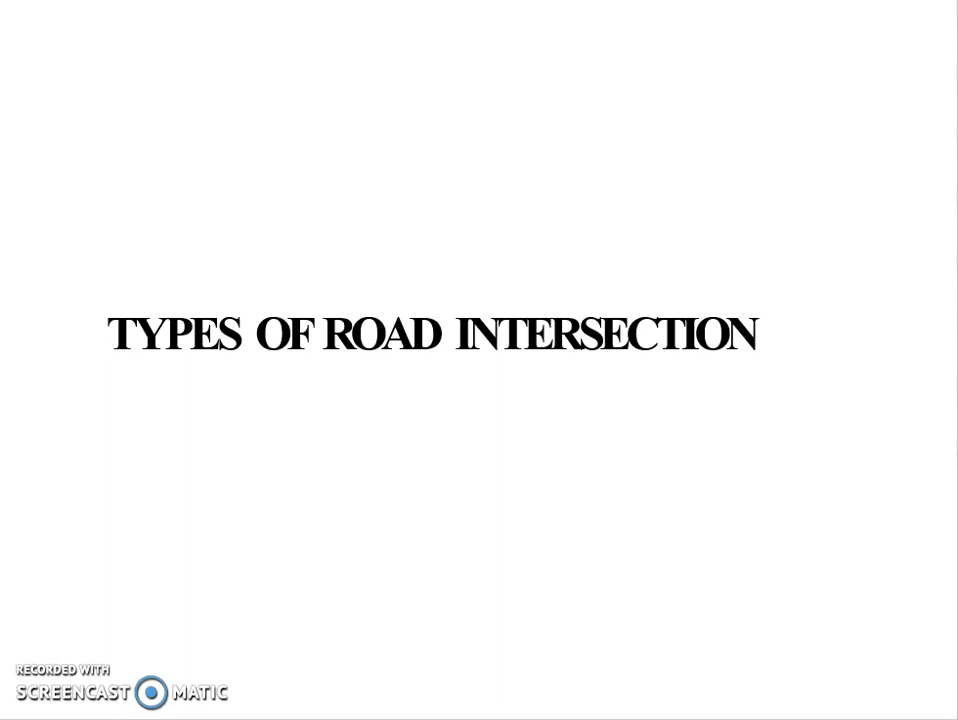 TYPES OF ROAD INTERSECTION
RECORDED WITH
SCREENCAST MATIC